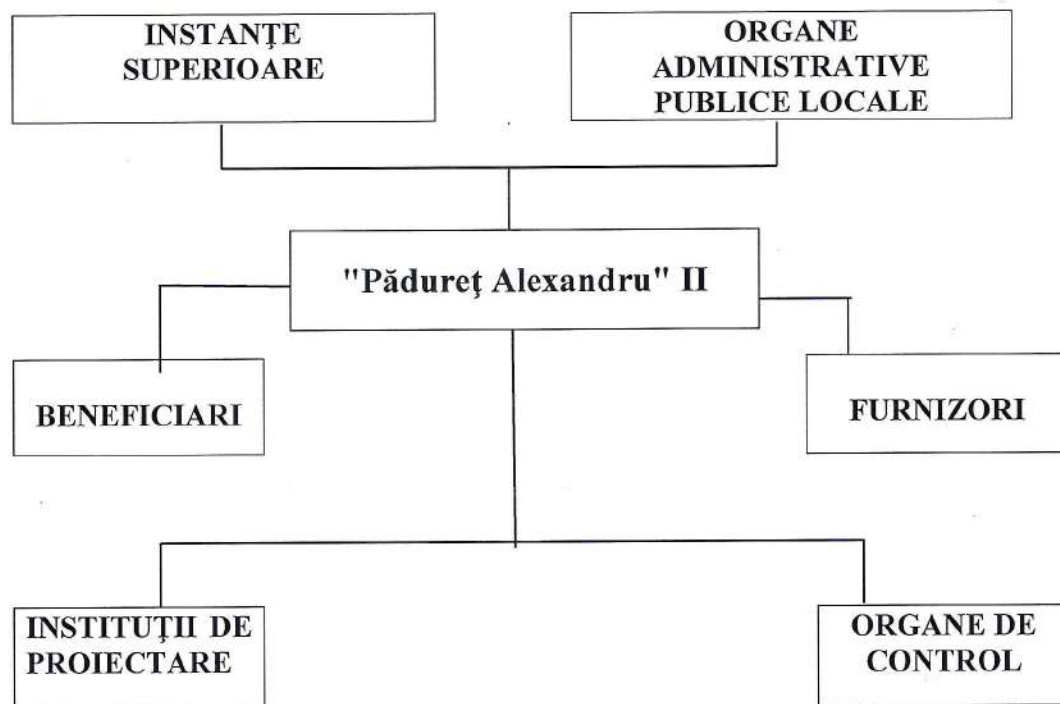 INSTANŢE
SUPERIOARE
ORGANE
ADMINISTRATIVE
PUBLICE LOCALE
"Pădureţ Alexandru" II
BENEFICIARI
FURNIZORI
INSTITUŢII DE
PROIECTARE
ORGANE DE
CONTROL